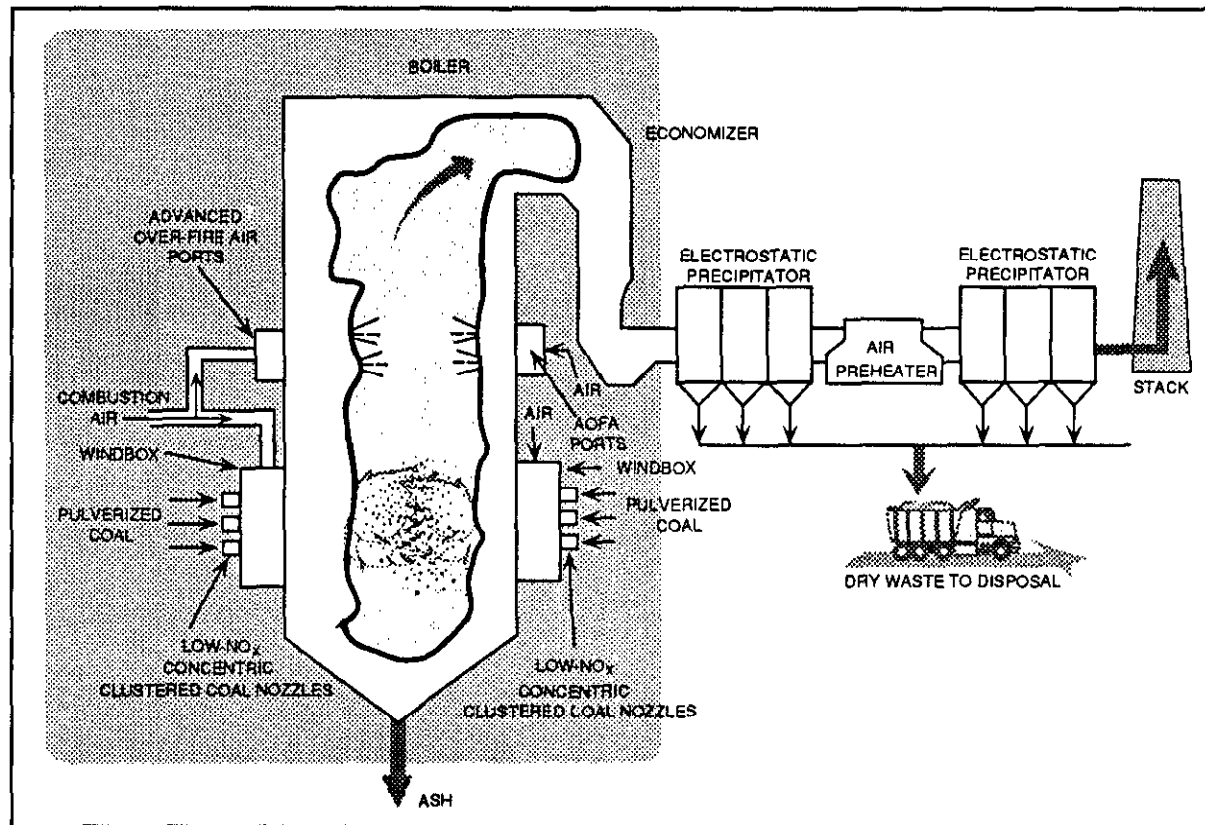 BOILER
ECONOMIZER
ADVANCED
OVER-FIRE AIR
PORTS
ELECTROSTATIC
PRECIPITATOR
ELECTROSTATIC
PRECIPITATOR
AIR
PREHEATER
STACK
COMBUSTION
AIR
AIR
AOFA
PORTS
AIR
WINDBOX
WINDBOX
PULVERIZED
COAL
PULVERIZED
COAL
DRY WASTE TO DISPOSAL
LOW-NOX
CONCENTRIC
CLUSTERED COAL NOZZLES
LOW-NOX
CONCENTRIC
CLUSTERED COAL NOZZLES
ASH